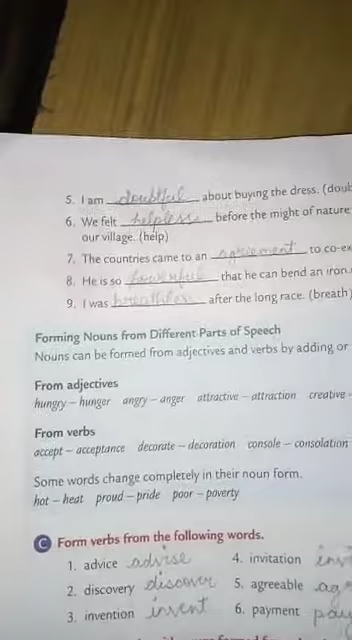 5. I am doubtful about buying the dress. (doub
6. We felt helpless before the might of nature
our village. (help)
7. The countries came to an agreement to co-ex
8. He is so powerful that he can bend an iron
9. I was breathless after the long race. (breath)
Forming Nouns from Different Parts of Speech
Nouns can be formed from adjectives and verbs by adding or
From adjectives
hungry – hunger angry – anger attractive – attraction creative –
From verbs
accept – acceptance decorate – decoration console – consolation
Some words change completely in their noun form.
hot – heat proud – pride poor – poverty
C Form verbs from the following words.
1. advice advise 4. invitation invi
2. discovery discover 5. agreeable ag
3. invention invent 6. payment pay